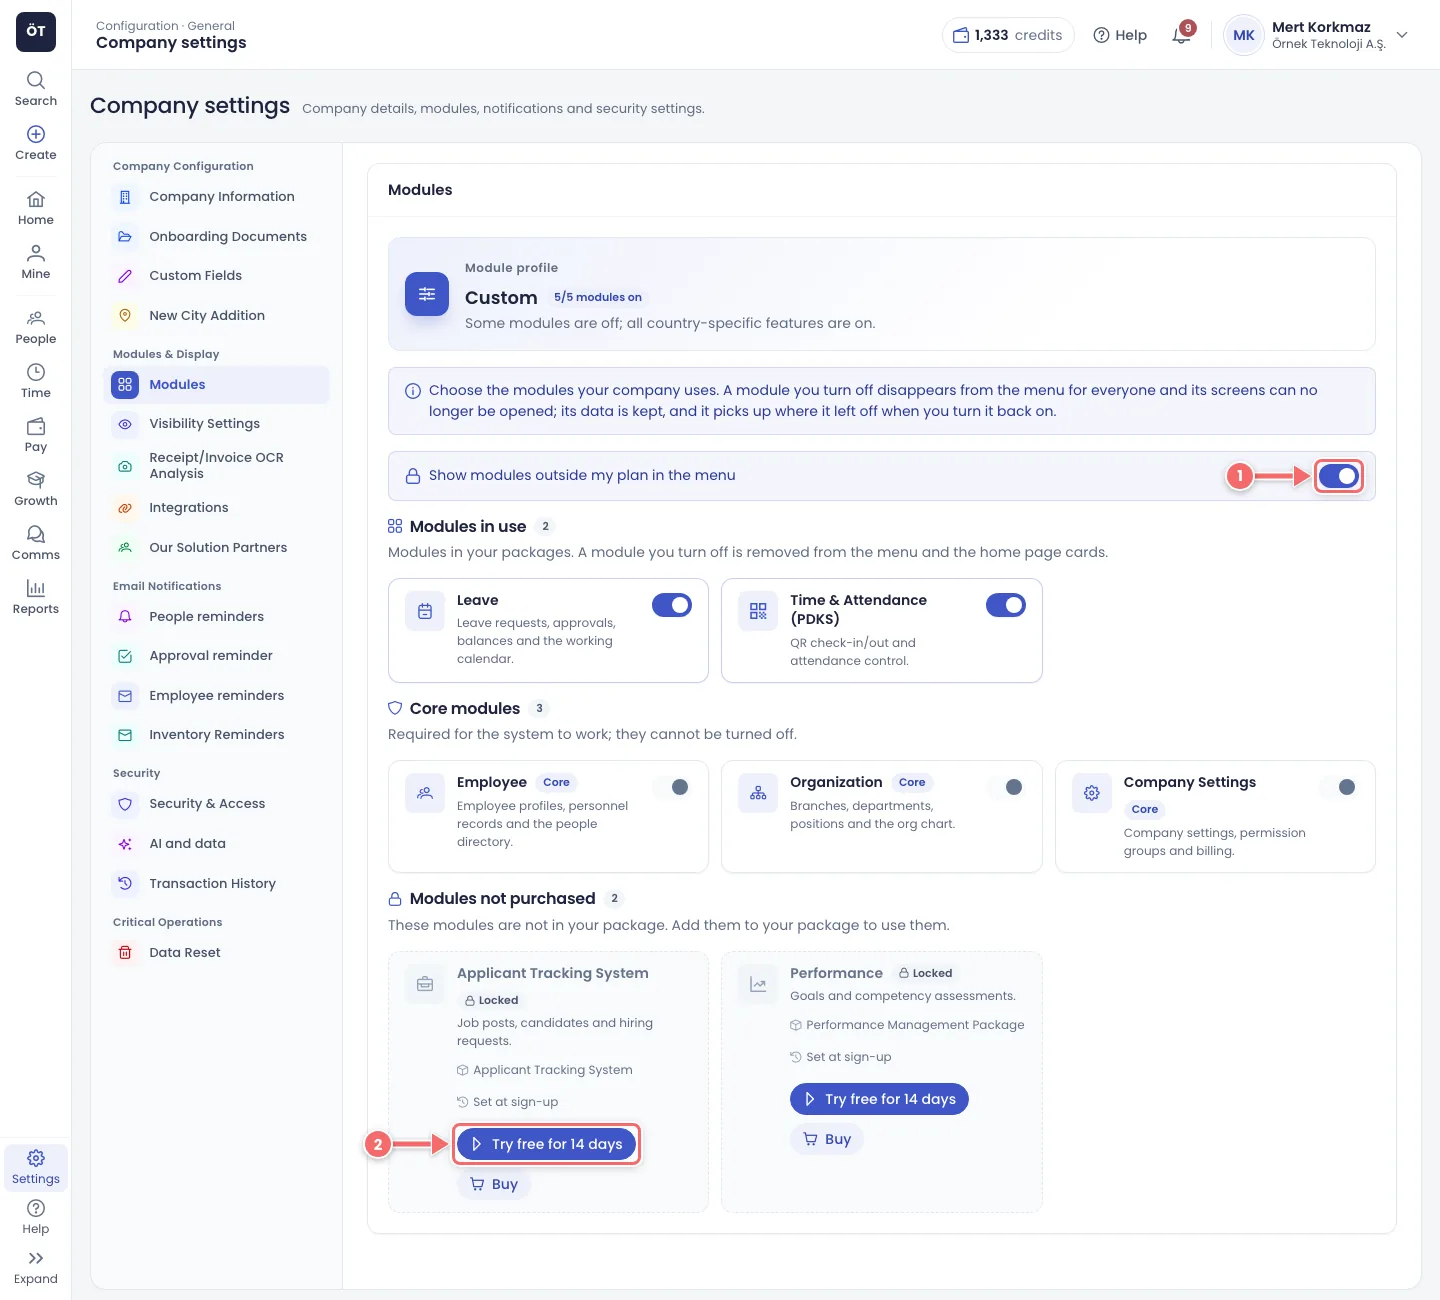 ÖT
Search
Create
Home
Mine
People
Time
Pay
Growth
Comms
Reports
Settings
Help
Expand
Configuration · General
Company settings
1,333 credits
Help
9
MK
Mert Korkmaz
Örnek Teknoloji A.Ş.
Company settings
Company details, modules, notifications and security settings.
Company Configuration
Company Information
Onboarding Documents
Custom Fields
New City Addition
Modules & Display
Modules
Visibility Settings
Receipt/Invoice OCR
Analysis
Integrations
Our Solution Partners
Email Notifications
People reminders
Approval reminder
Employee reminders
Inventory Reminders
Security
Security & Access
AI and data
Transaction History
Critical Operations
Data Reset
Modules
Module profile
Custom 5/5 modules on
Some modules are off; all country-specific features are on.
Choose the modules your company uses. A module you turn off disappears from the menu for everyone and its screens can no
longer be opened; its data is kept, and it picks up where it left off when you turn it back on.
Show modules outside my plan in the menu
1
Modules in use 2
Modules in your packages. A module you turn off is removed from the menu and the home page cards.
Leave
Leave requests, approvals,
balances and the working
calendar.
Time & Attendance
(PDKS)
QR check-in/out and
attendance control.
Core modules 3
Required for the system to work; they cannot be turned off.
Employee Core
Employee profiles, personnel
records and the people
directory.
Organization Core
Branches, departments,
positions and the org chart.
Company Settings
Core
Company settings, permission
groups and billing.
Modules not purchased 2
These modules are not in your package. Add them to your package to use them.
Applicant Tracking System
Locked
Job posts, candidates and hiring
requests.
Applicant Tracking System
Set at sign-up
2
Try free for 14 days
Buy
Performance Locked
Goals and competency assessments.
Performance Management Package
Set at sign-up
Try free for 14 days
Buy